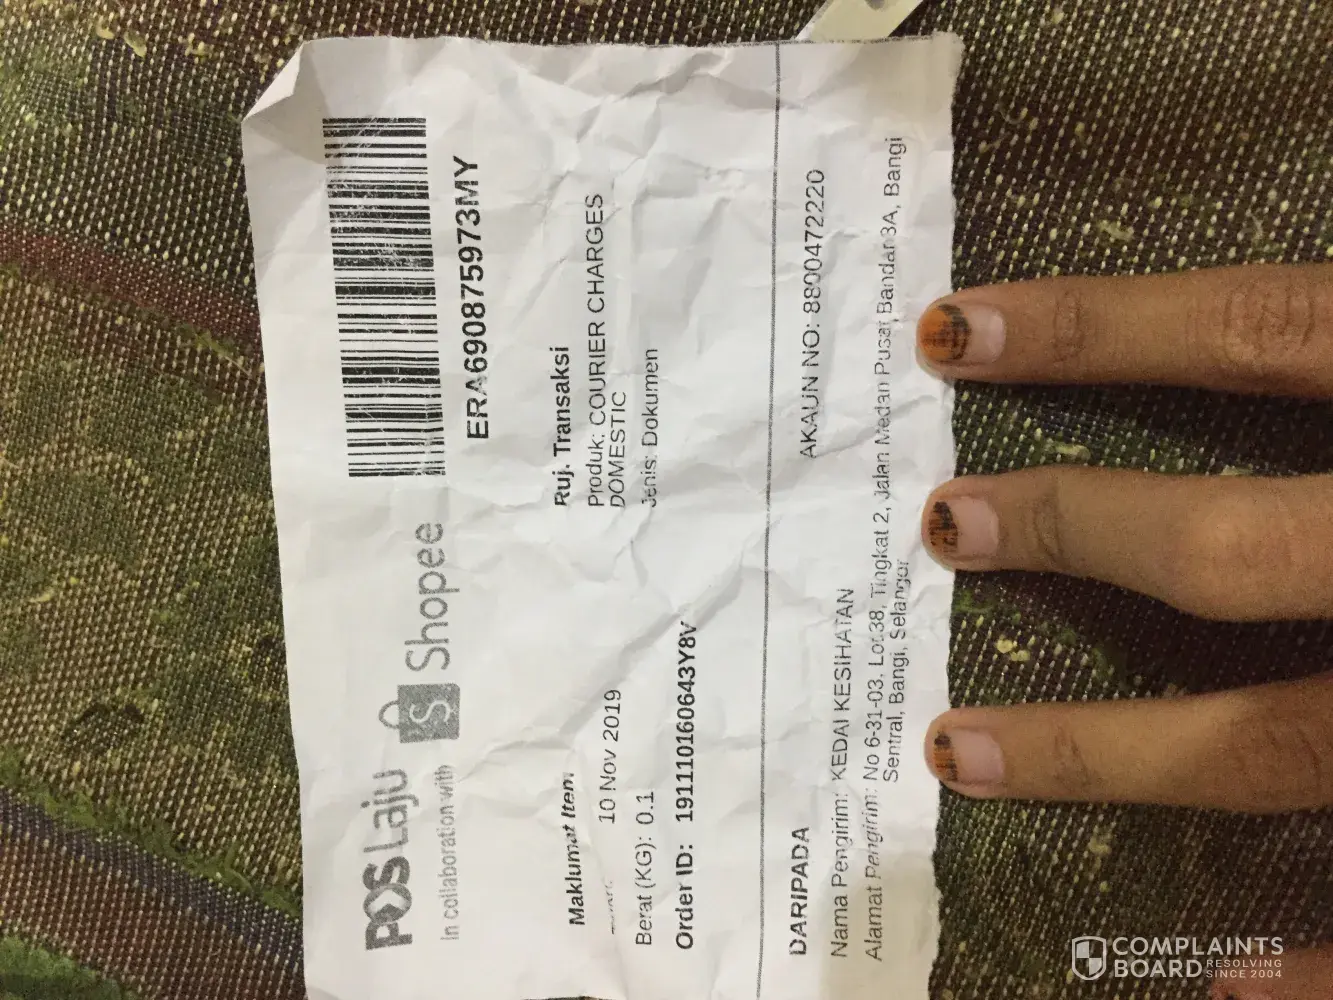 POS Laju
In collaboration with
Shopee
ERA690875973MY
Maklumat Item
10 Nov 2019
Berat (KG): 0.1
Order ID: 19111016064 3Y8V
Ruj. Transaksi
Produk: COURIER CHARGES
DOMESTIC
Jenis: Dokumen
DARIPADA
AKAUN NO: 8800472220
Nama Pengirim: KEDAI KESIHATAN
Alamat Pengirim: No 6-31-03, Lot.38, Tingkat 2, Jalan Medan Pusat Bandar 3A, Bangi
Sentral, Bangi, Selangor
COMPLAINTS
BOARD RESOLVING
SINCE 2004